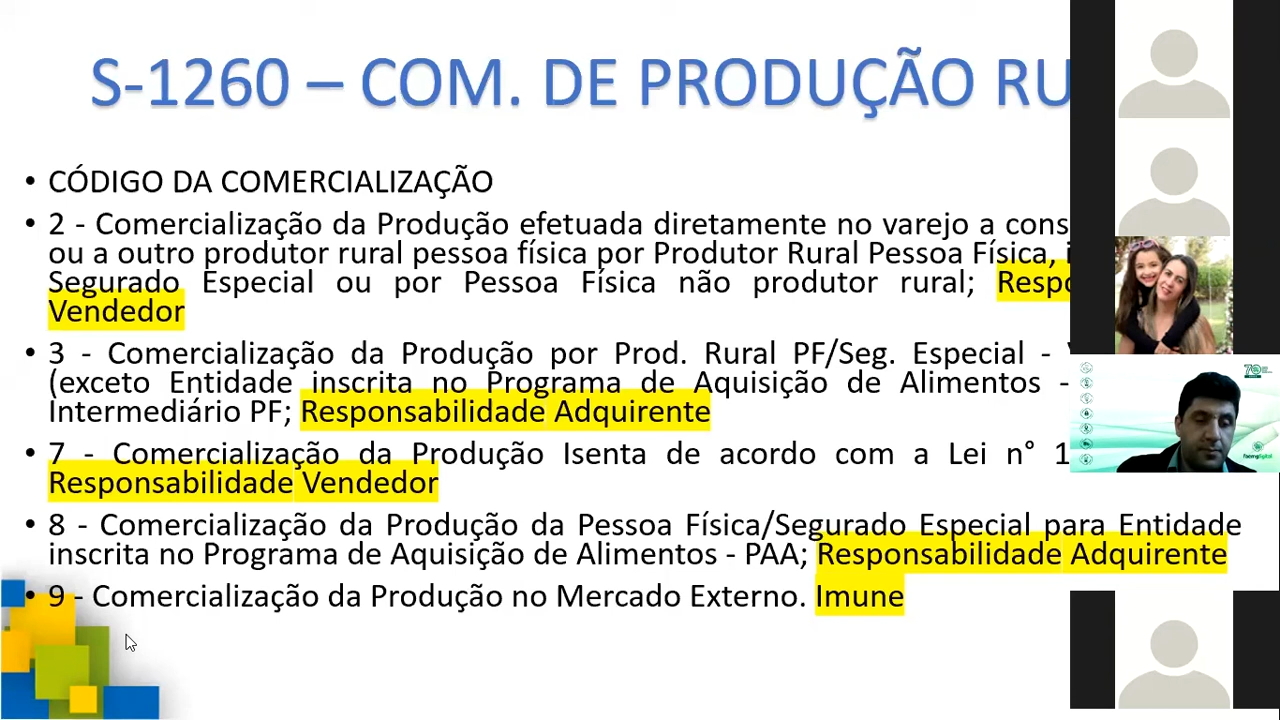 S-1260 – COM. DE PRODUÇÃO
• CÓDIGO DA COMERCIALIZAÇÃO
• 2 - Comercialização da Produção efetuada diretamente no varejo a
ou a outro produtor rural pessoa física por Produtor Rural Pessoa Física,
Segurado Especial ou por Pessoa Física não produtor rural;
Vendedor
• 3 - Comercialização da Produção por Prod. Rural PF/Seg. Especial -
(exceto Entidade inscrita no Programa de Aquisição de Alimentos -
Intermediário PF; Responsabilidade Adquirente
• 7 - Comercialização da Produção Isenta de acordo com a Lei n° 1
Responsabilidade Vendedor
• 8 - Comercialização da Produção da Pessoa Física/Segurado Especial para Entidade
inscrita no Programa de Aquisição de Alimentos - PAA; Responsabilidade Adquirente
• 9 - Comercialização da Produção no Mercado Externo. Imune